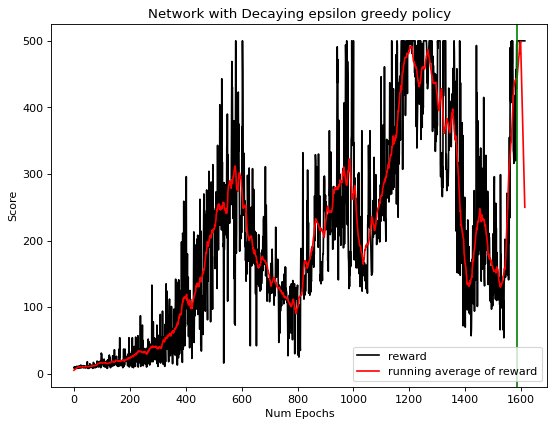 Network with Decaying epsilon greedy policy
500
400
300
200
100
0
Score
0 200 400 600 800 1000 1200 1400 1600
Num Epochs
reward
running average of reward